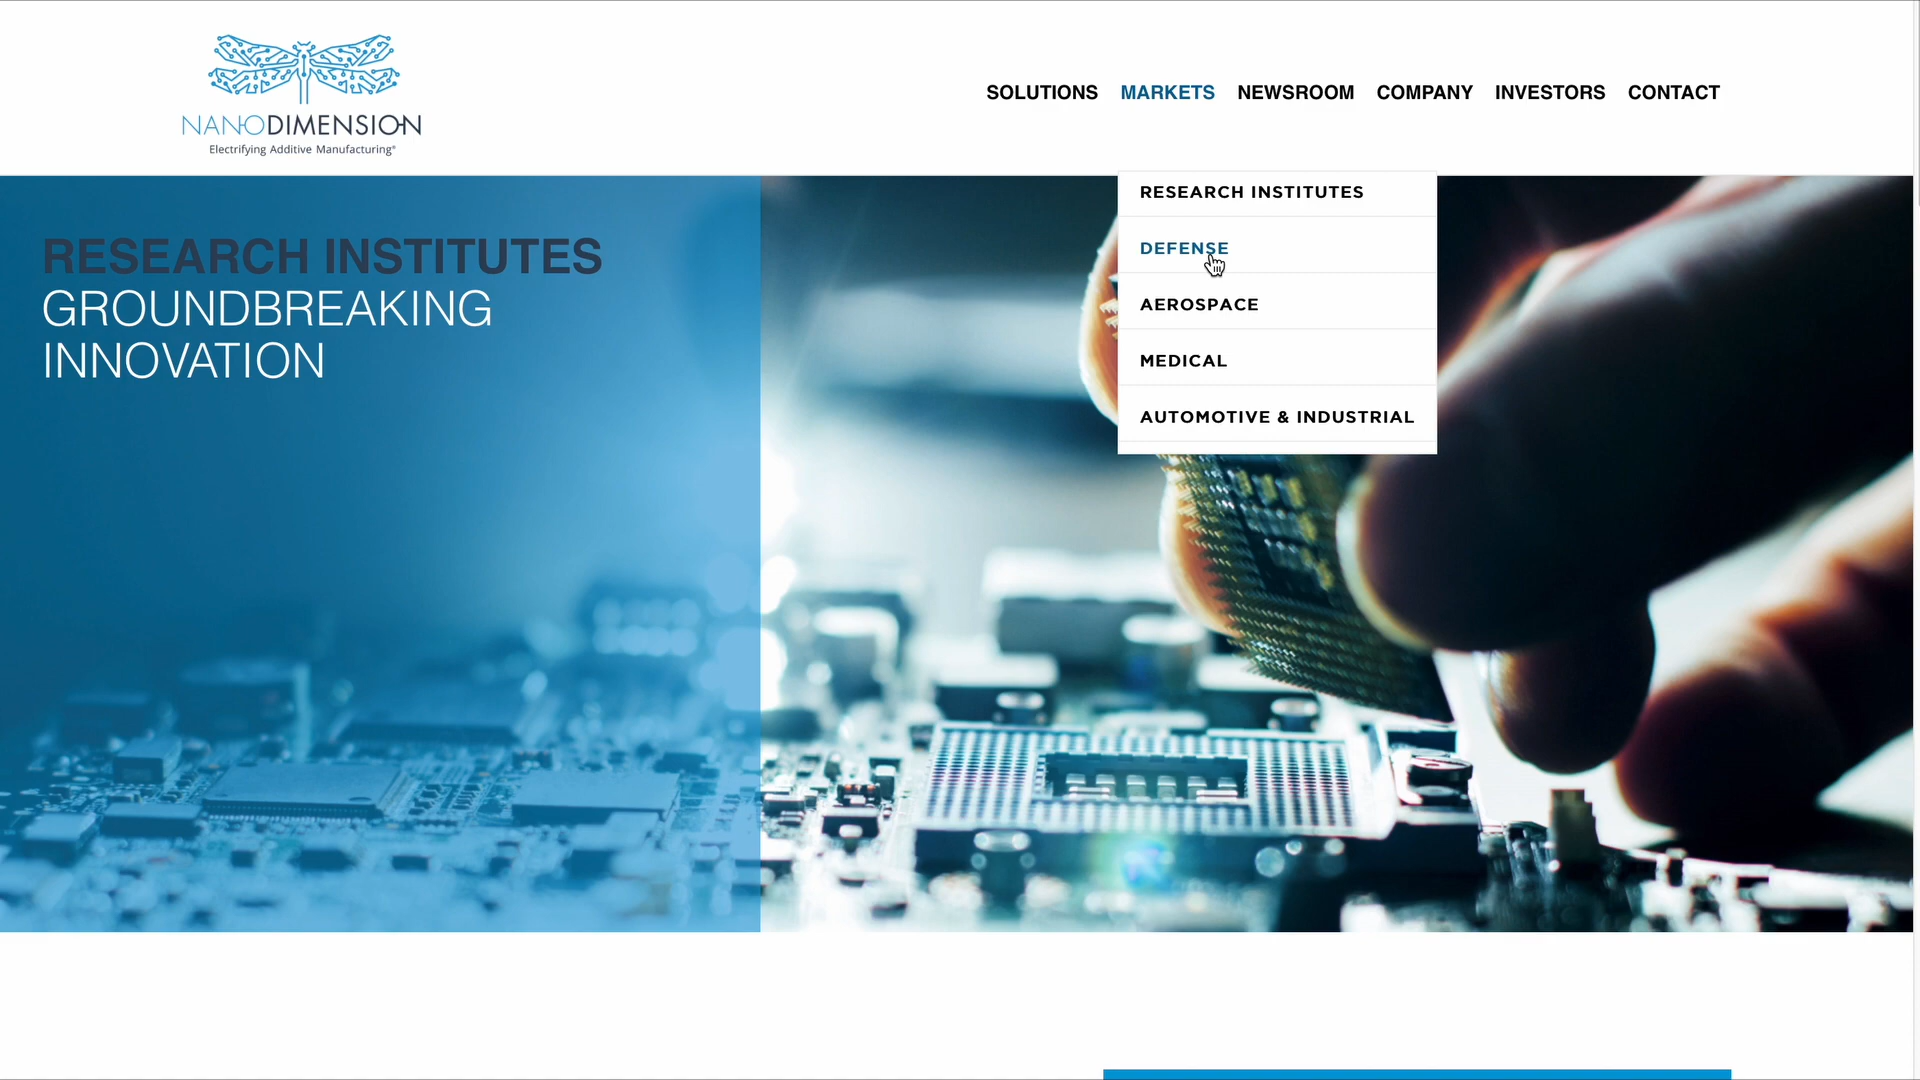 NANODIMENSION
Electrifying Additive Manufacturing®
SOLUTIONS MARKETS NEWSROOM COMPANY INVESTORS CONTACT
RESEARCH INSTITUTES
DEFENSE
AEROSPACE
MEDICAL
AUTOMOTIVE & INDUSTRIAL
RESEARCH INSTITUTES
GROUNDBREAKING
INNOVATION